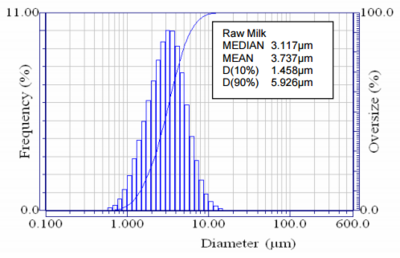 11.00
100.0
Raw Milk
MEDIAN 3.117µm
MEAN 3.737µm
D(10%) 1.458µm
D(90%) 5.926µm
Frequency (%)
Oversize (%)
0.0
0.0
0.100 1.000 10.00 100.0 600.0
Diameter (µm)